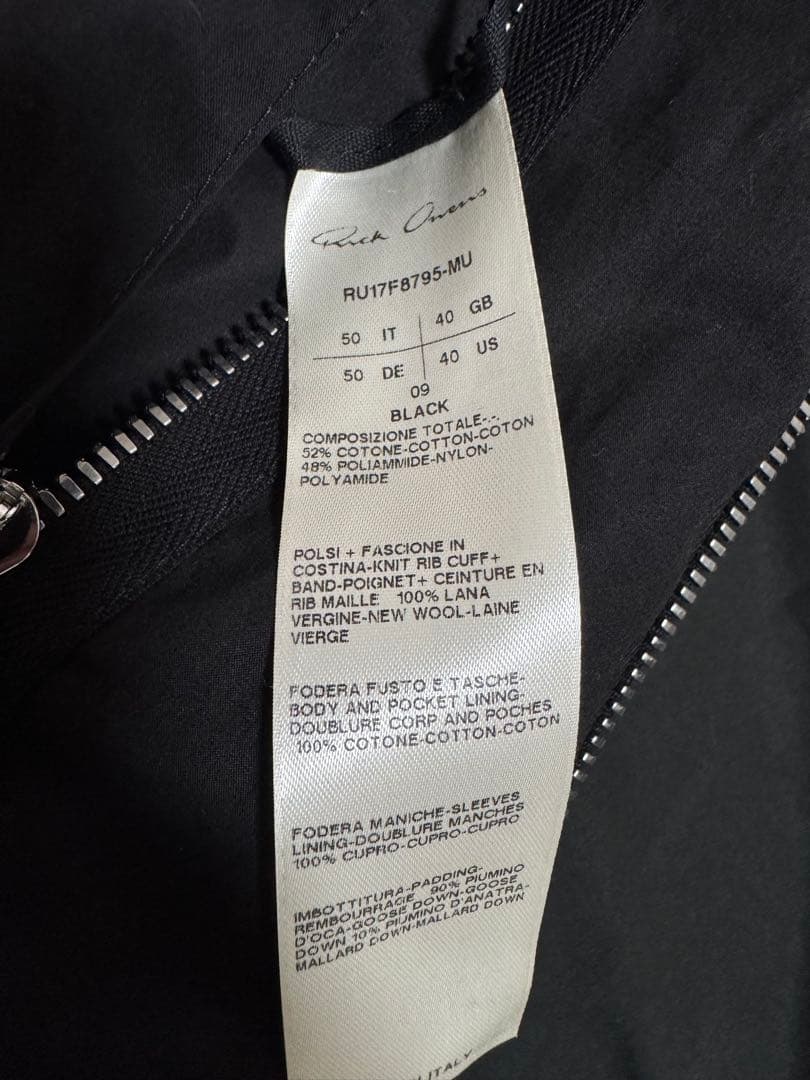 Rick Owens
RU17F8795-MU
50 IT 40 GB
50 DE 40 US
09
BLACK
COMPOSIZIONE TOTALE-.-.
52% COTONE-COTTON-COTON
48% POLIAMMIDE-NYLON-
POLYAMIDE
POLSI + FASCIONE IN
COSTINA-KNIT RIB CUFF+
BAND-POIGNET+ CEINTURE EN
RIB MAILLE 100% LANA
VERGINE-NEW WOOL-LAINE
VIERGE
FODERA FUSTO E TASCHE-
BODY AND POCKET LINING-
DOUBLURE CORP AND POCHES
100% COTONE-COTTON-COTON
FODERA MANICHE-SLEEVES
LINING-DOUBLURE MANCHES
100% CUPRO-CUPRO-CUPRO
IMBOTTITURA-PADDING-
REMBOURRAGE 90% PIUMINO
D'OCA-GOOSE DOWN-GOOSE
DOWN 10% PIUMINO D'ANATRA-
MALLARD DOWN-MALLARD DOWN
ITALY